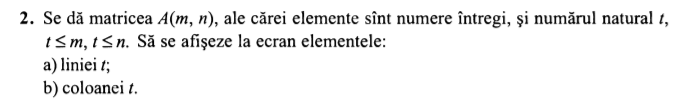 2. Se dă matricea A(m, n), ale cărei elemente sînt numere întregi, şi numărul natural t,
t ≤ m, t ≤ n. Să se afişeze la ecran elementele:
a) liniei t;
b) coloanei t.